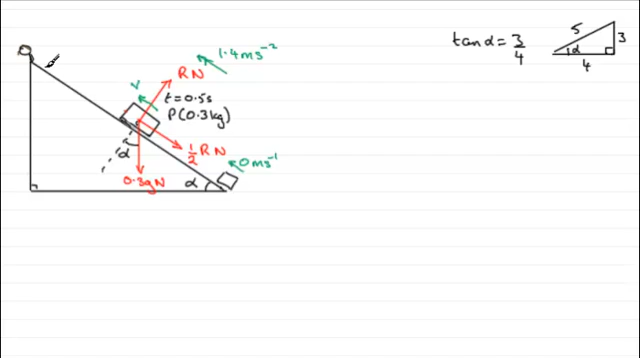 1.4ms⁻²
RN
v
t=0.5s
P(0.3kg)
α
½RN
0ms⁻¹
0.3gN
α
tanα = 3/4
5
3
α
4